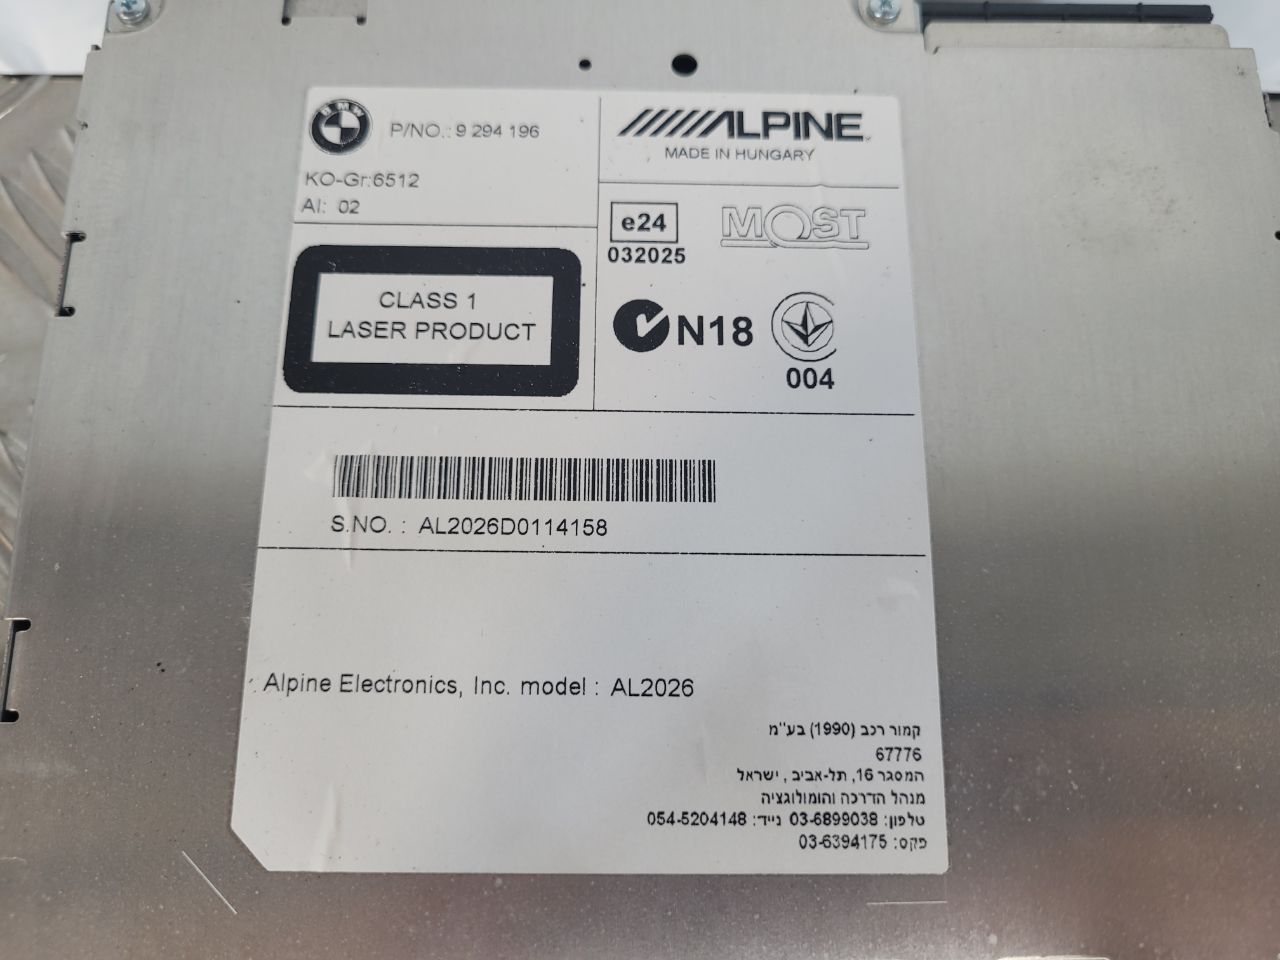 BMW
P/NO.: 9 294 196
KO-Gr:6512
AI: 02
ALPINE
MADE IN HUNGARY
e24
032025
MOST
N18
004
CLASS 1
LASER PRODUCT
S.NO. : AL2026D0114158
Alpine Electronics, Inc. model : AL2026
קמור רכב (1990) בע"מ
67776
המסגר 16, תל-אביב , ישראל
מנהל הדרכה והומולוגציה
טלפון: 03-6899038 נייד: 054-5204148
פקס: 03-6394175